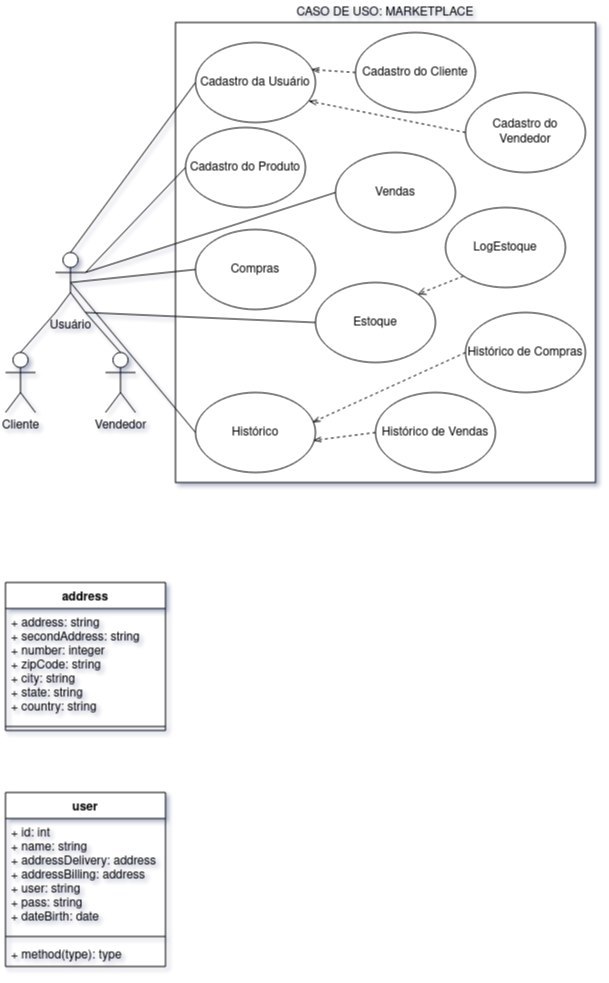 CASO DE USO: MARKETPLACE
Cadastro da Usuário
Cadastro do Cliente
Cadastro do
Vendedor
Cadastro do Produto
Vendas
LogEstoque
Compras
Estoque
Usuário
Histórico de Compras
Cliente
Vendedor
Histórico
Histórico de Vendas
address
+ address: string
+ secondAddress: string
+ number: integer
+ zipCode: string
+ city: string
+ state: string
+ country: string
user
+ id: int
+ name: string
+ addressDelivery: address
+ addressBilling: address
+ user: string
+ pass: string
+ dateBirth: date
+ method(type): type